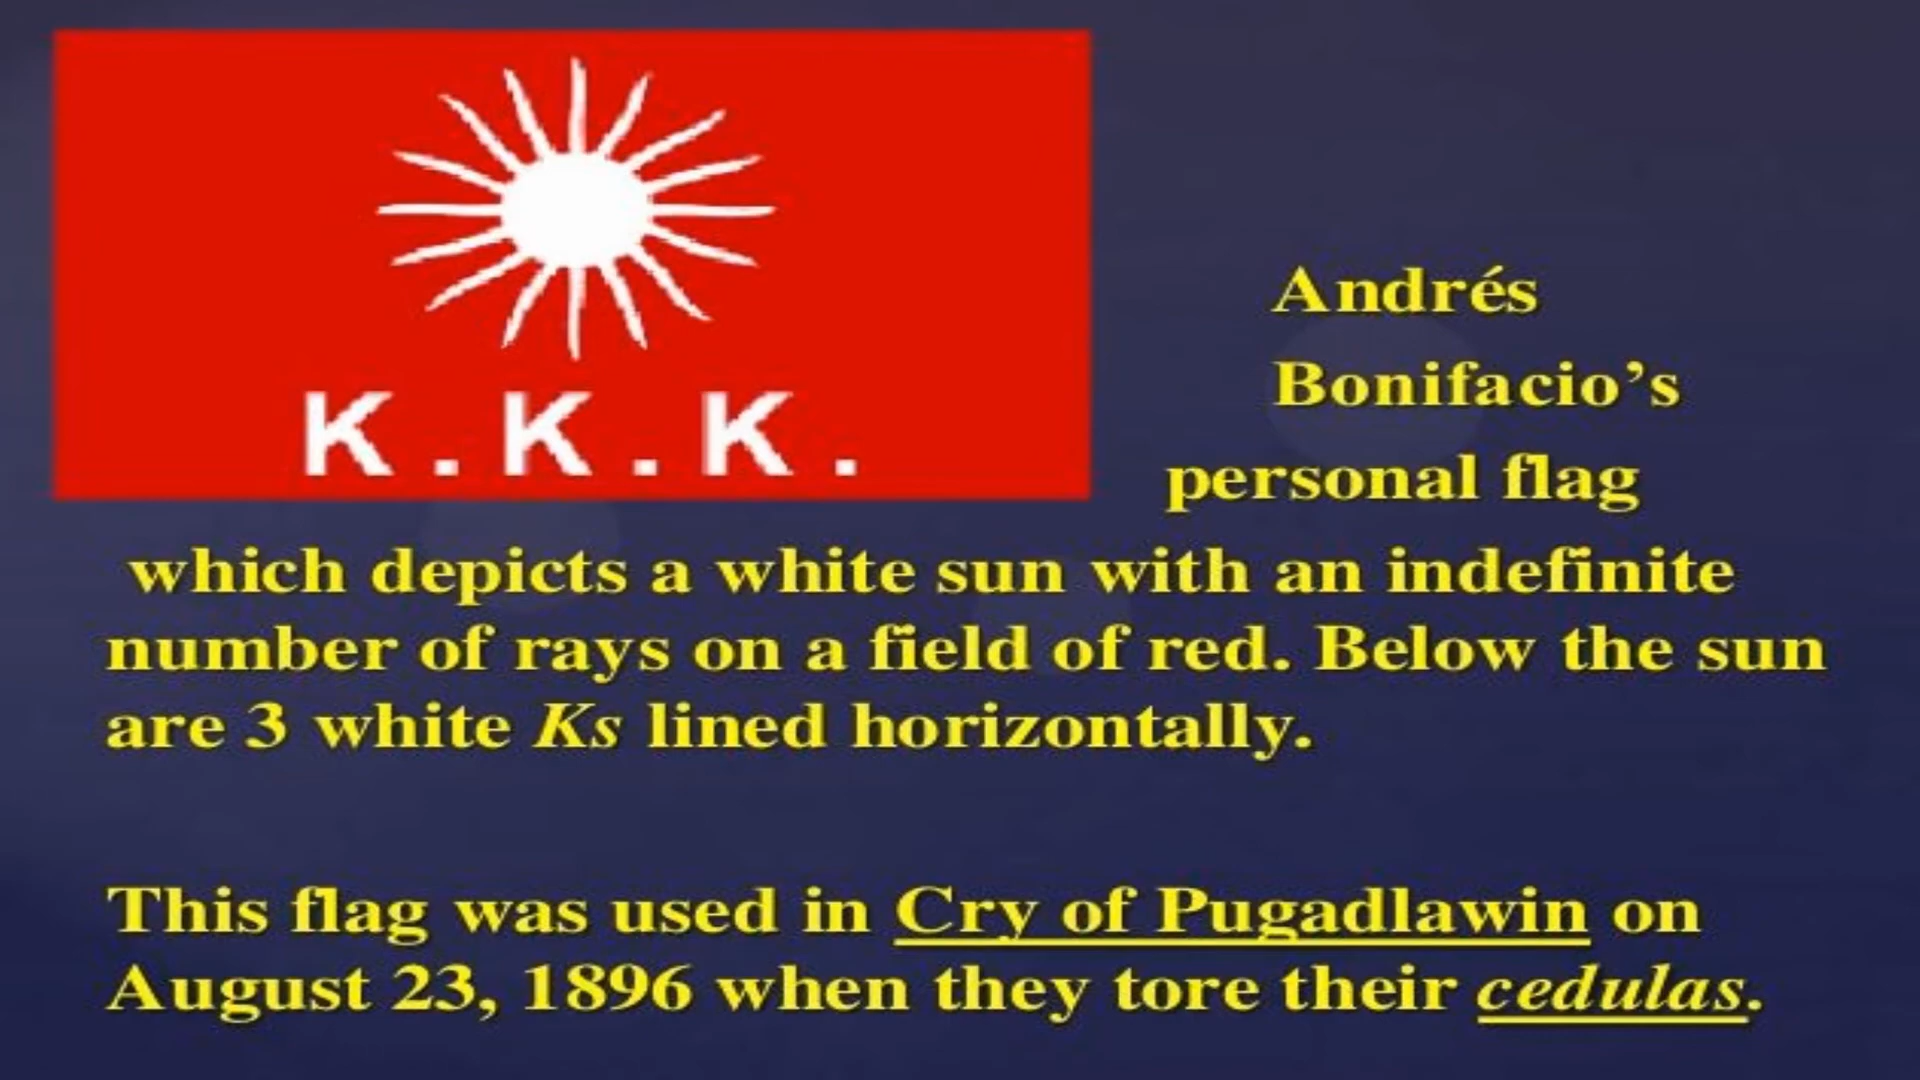 K.K.K.
Andrés
Bonifacio’s
personal flag
which depicts a white sun with an indefinite
number of rays on a field of red. Below the sun
are 3 white Ks lined horizontally.
This flag was used in Cry of Pugadlawin on
August 23, 1896 when they tore their cedulas.